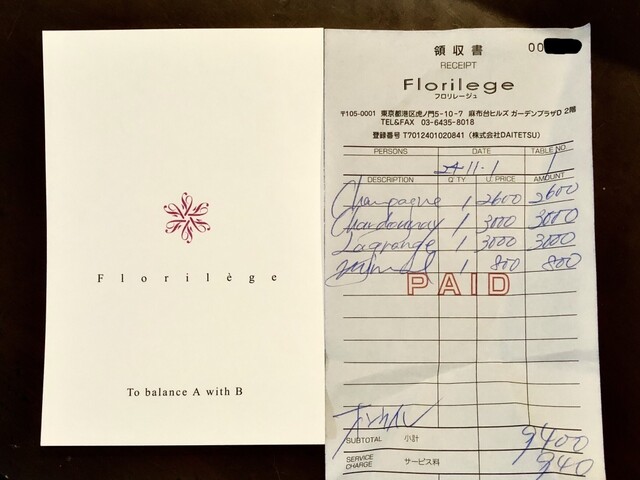 Florilège
To balance A with B
領収書
00
RECEIPT
Florilege
フロリレージュ
〒105-0001 東京都港区虎ノ門5-10-7 麻布台ヒルズ ガーデンプラザD 2階
TEL&FAX 03-6435-8018
登録番号 T7012401020841 (株式会社DAITETSU)
PERSONS DATE TABLE NO.
24.11.1 1
DESCRIPTION Q'TY U. PRICE AMOUNT
Champagne 1 2600 2600
Chardonnay 1 3000 3000
Lagrange 1 3000 3000
1 800 800
PAID
SUBTOTAL 小計 9400
SERVICE CHARGE サービス料 940